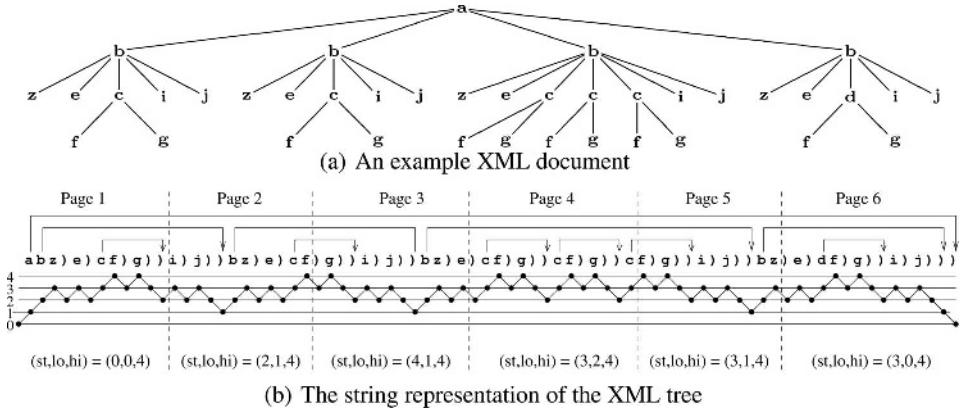 a
b b b b
z e c i j z e c i j z e c c c i j z e d i j
f g f g f g f g f g f g
(a) An example XML document
Page 1 Page 2 Page 3 Page 4 Page 5 Page 6
abz)e)cf)g))i)j))bz)e)cf)g))i)j))bz)e)cf)g))cf)g))cf)g))i)j))bz)e)df)g))i)j)))
4
3
2
1
0
(st,lo,hi) = (0,0,4) (st,lo,hi) = (2,1,4) (st,lo,hi) = (4,1,4) (st,lo,hi) = (3,2,4) (st,lo,hi) = (3,1,4) (st,lo,hi) = (3,0,4)
(b) The string representation of the XML tree